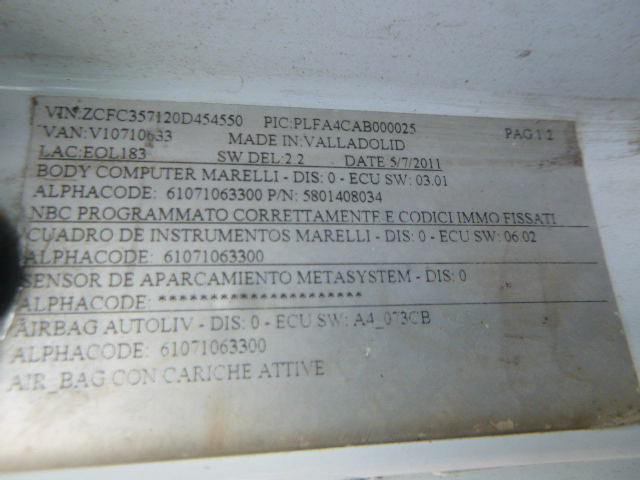 VIN:ZCFC357120D454550 PIC:PLFA4CAB000025 PAG 1 2
VAN:V10710633 MADE IN:VALLADOLID
LAC:EOL183 SW DEL:2.2 DATE 5/7/2011
BODY COMPUTER MARELLI - DIS: 0 - ECU SW: 03.01
ALPHACODE: 61071063300 P/N: 5801408034
NBC PROGRAMMATO CORRETTAMENTE E CODICI IMMO FISSATI
CUADRO DE INSTRUMENTOS MARELLI - DIS: 0 - ECU SW: 06.02
ALPHACODE: 61071063300
SENSOR DE APARCAMIENTO METASYSTEM - DIS: 0
ALPHACODE: ********************
AIRBAG AUTOLIV - DIS: 0 - ECU SW: A4_073CB
ALPHACODE: 61071063300
AIR_BAG CON CARICHE ATTIVE